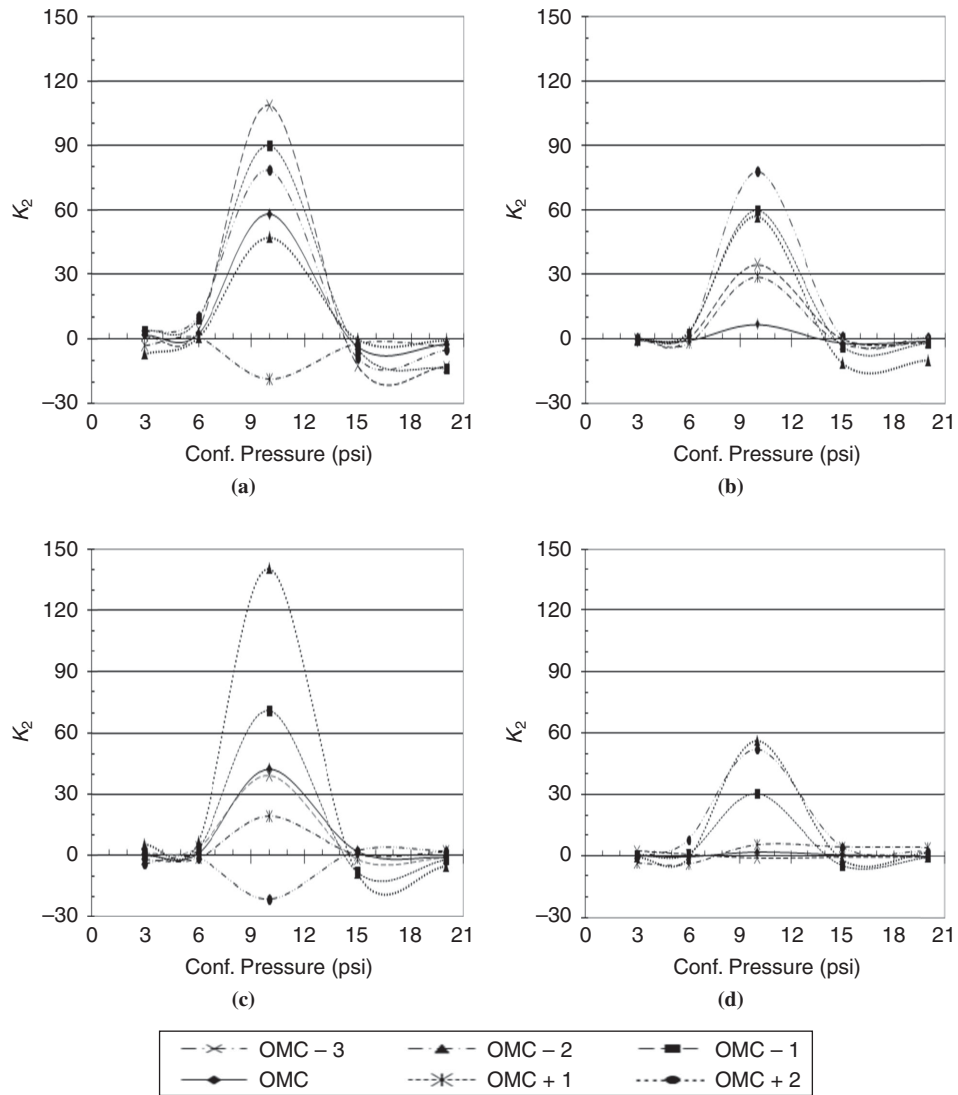 150
120
90
60
30
0
–30
K2
0 3 6 9 12 15 18 21
Conf. Pressure (psi)
(a)
150
120
90
60
30
0
–30
K2
0 3 6 9 12 15 18 21
Conf. Pressure (psi)
(b)
150
120
90
60
30
0
–30
K2
0 3 6 9 12 15 18 21
Conf. Pressure (psi)
(c)
150
120
90
60
30
0
–30
K2
0 3 6 9 12 15 18 21
Conf. Pressure (psi)
(d)
OMC – 3 OMC – 2 OMC – 1
OMC OMC + 1 OMC + 2